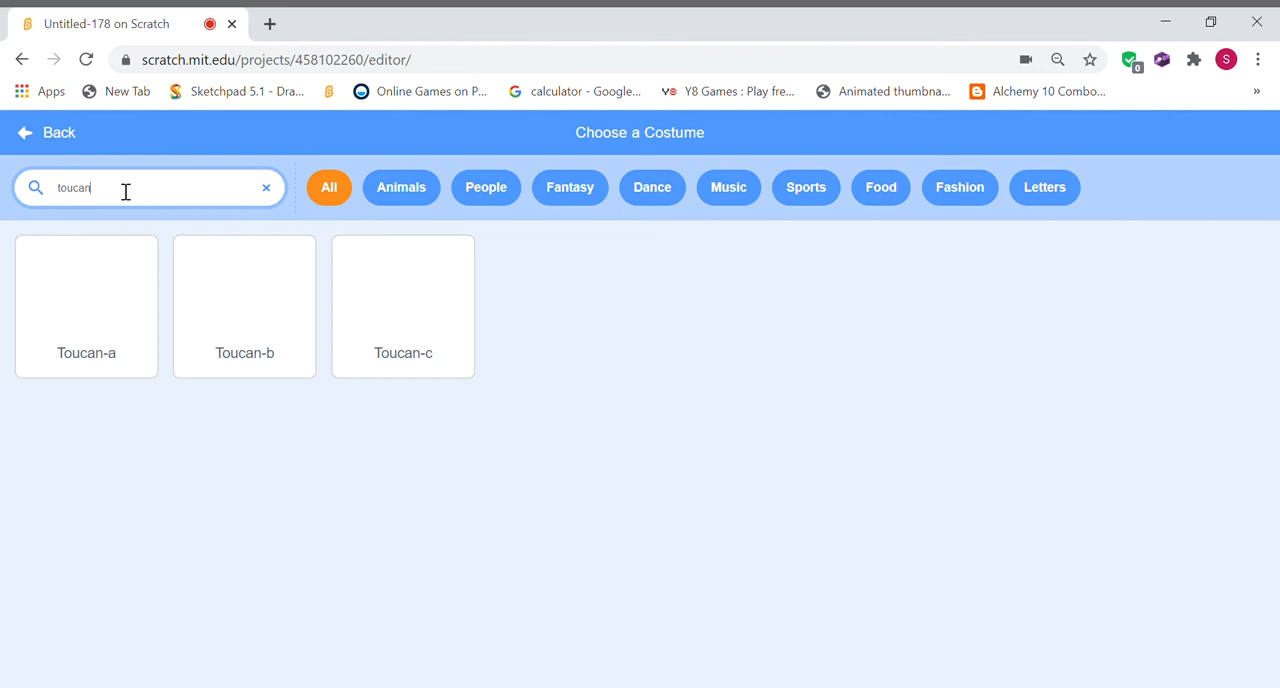 Untitled-178 on Scratch
scratch.mit.edu/projects/458102260/editor/
0
S
Apps
New Tab
Sketchpad 5.1 - Dra...
Online Games on P...
calculator - Google...
Y8
Y8 Games : Play fre...
Animated thumbna...
Alchemy 10 Combo...
»
Back
Choose a Costume
toucan
All
Animals
People
Fantasy
Dance
Music
Sports
Food
Fashion
Letters
Toucan-a
Toucan-b
Toucan-c